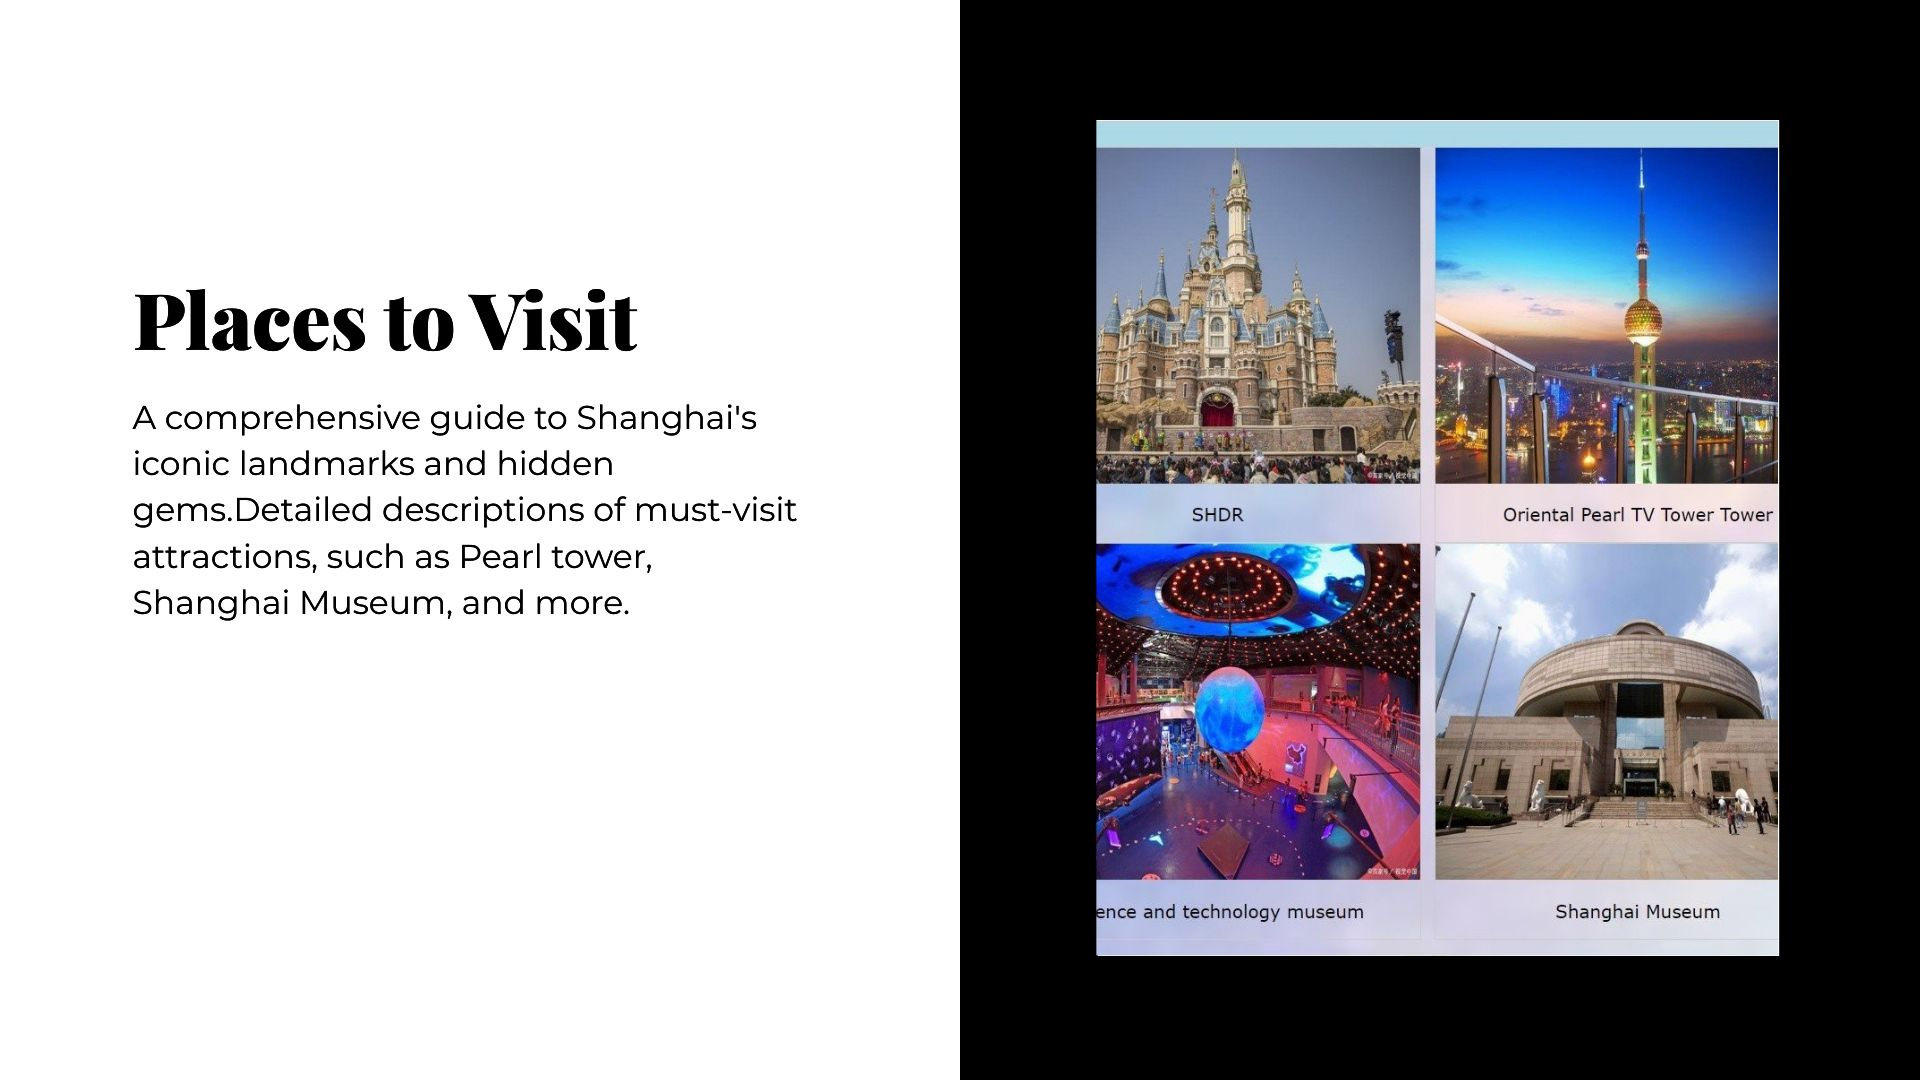 Places to Visit
A comprehensive guide to Shanghai's
iconic landmarks and hidden
gems.Detailed descriptions of must-visit
attractions, such as Pearl tower,
Shanghai Museum, and more.
SHDR
Oriental Pearl TV Tower Tower
ence and technology museum
Shanghai Museum